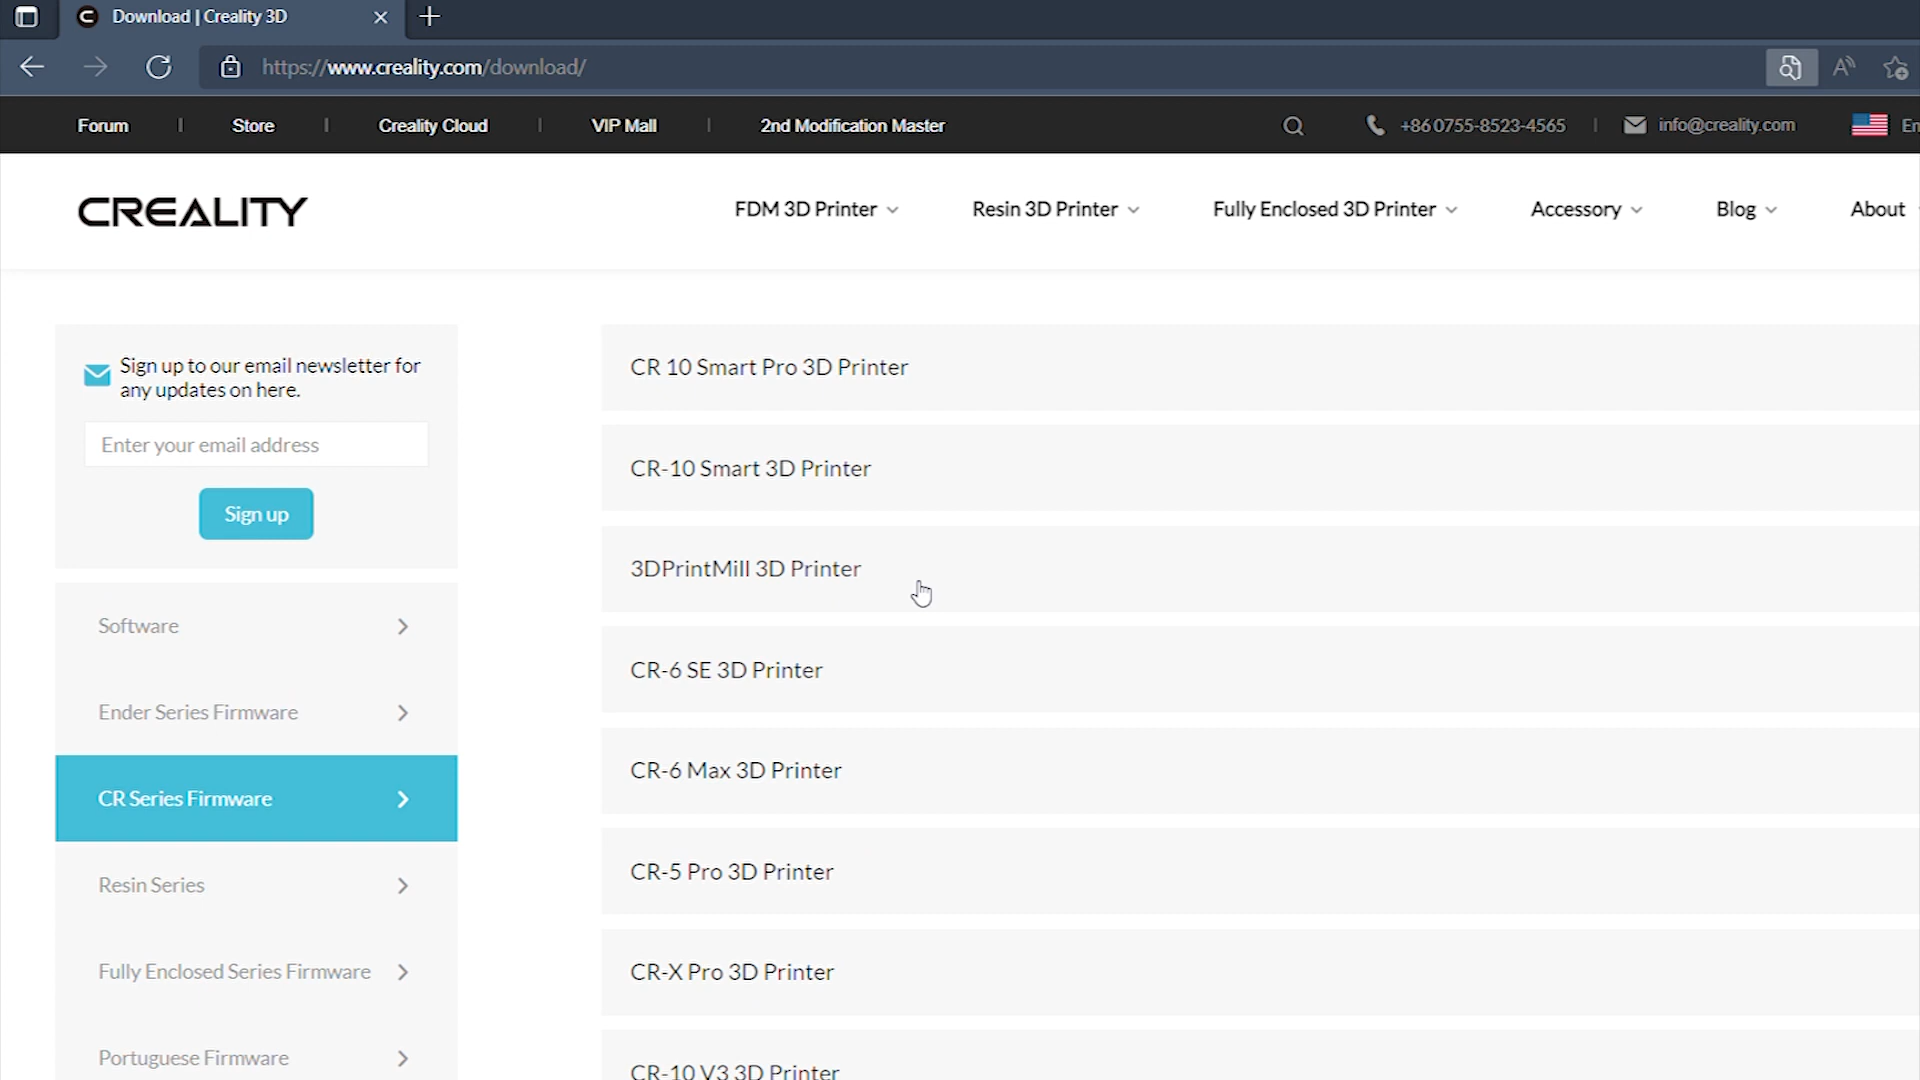 Download | Creality 3D
https://www.creality.com/download/
Forum | Store | Creality Cloud | VIP Mall | 2nd Modification Master
+86 0755-8523-4565 | info@creality.com
CREALITY
FDM 3D Printer Resin 3D Printer Fully Enclosed 3D Printer Accessory Blog About
Sign up to our email newsletter for
any updates on here.
Enter your email address
Sign up
Software
Ender Series Firmware
CR Series Firmware
Resin Series
Fully Enclosed Series Firmware
Portuguese Firmware
CR 10 Smart Pro 3D Printer
CR-10 Smart 3D Printer
3DPrintMill 3D Printer
CR-6 SE 3D Printer
CR-6 Max 3D Printer
CR-5 Pro 3D Printer
CR-X Pro 3D Printer
CR-10 V3 3D Printer